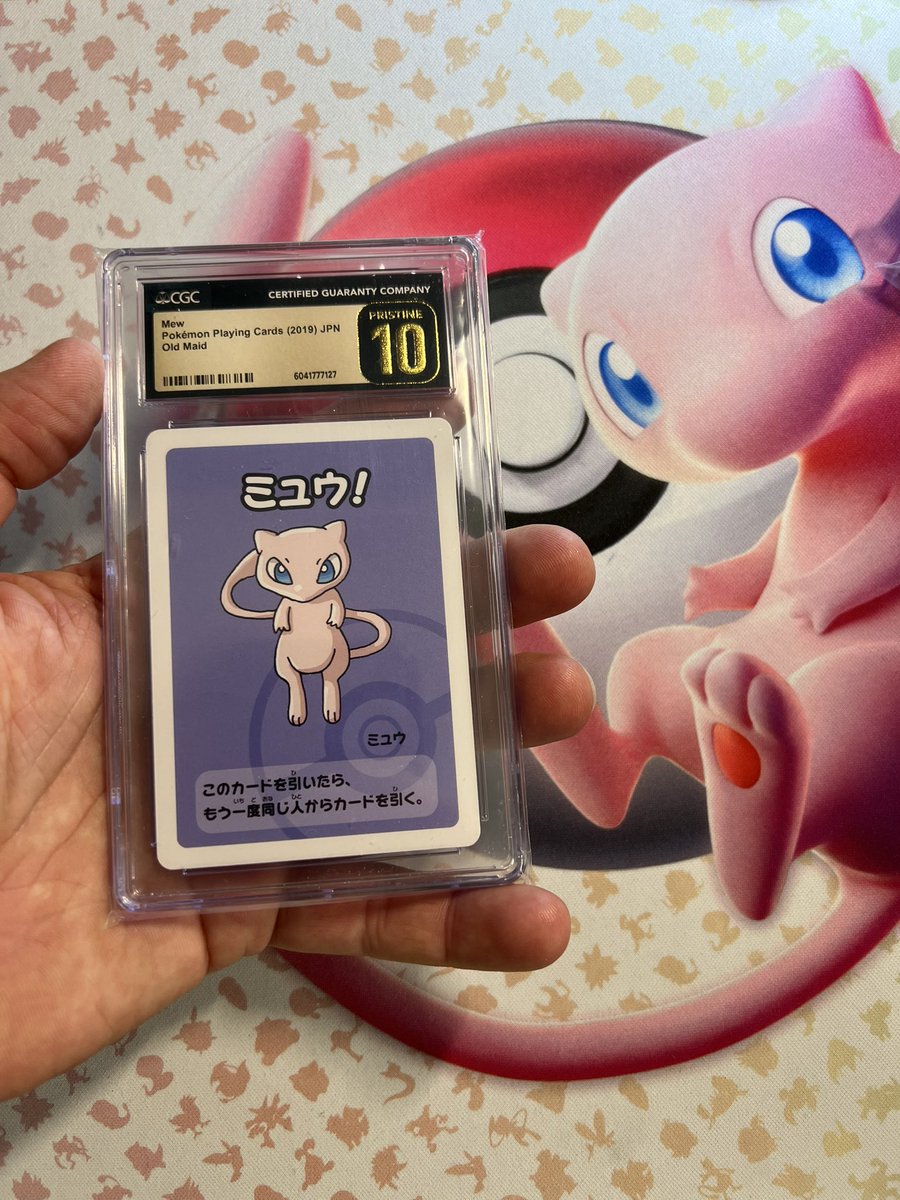 CGC
CERTIFIED GUARANTY COMPANY
Mew
Pokémon Playing Cards (2019) JPN
Old Maid
PRISTINE
10
6041777127
ミュウ!
ミュウ
このカードを引いたら、
もう一度同じ人からカードを引く。